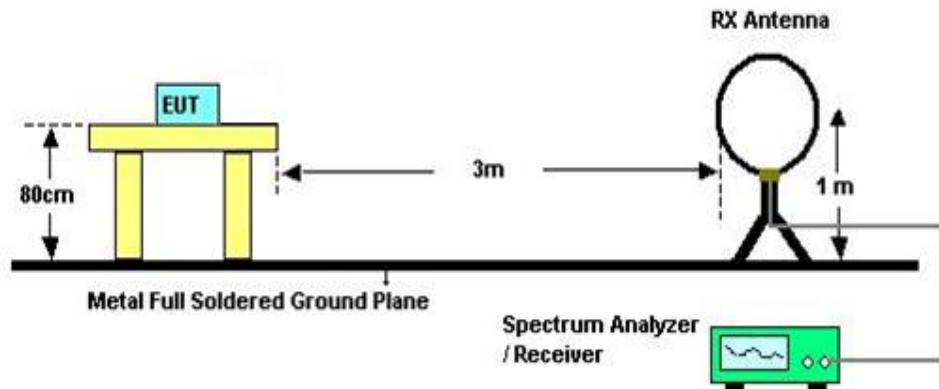 RX Antenna
EUT
3m
80cm
1 m
Metal Full Soldered Ground Plane
Spectrum Analyzer
/ Receiver